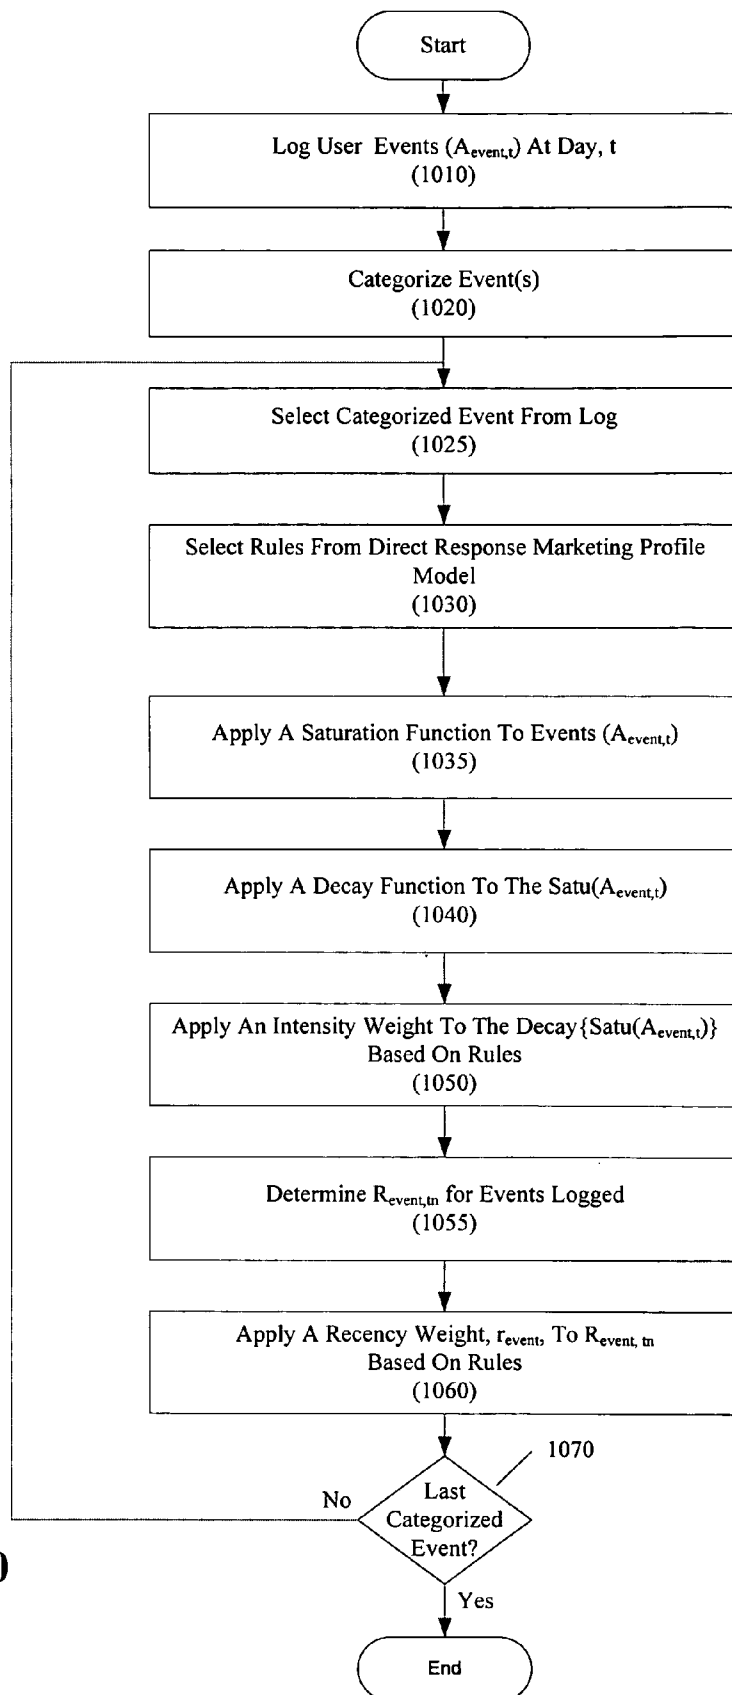 Start
Log User Events (Aevent,t) At Day, t
(1010)
Categorize Event(s)
(1020)
Select Categorized Event From Log
(1025)
Select Rules From Direct Response Marketing Profile
Model
(1030)
Apply A Saturation Function To Events (Aevent,t)
(1035)
Apply A Decay Function To The Satu(Aevent,t)
(1040)
Apply An Intensity Weight To The Decay{Satu(Aevent,t)}
Based On Rules
(1050)
Determine Revent,tn for Events Logged
(1055)
Apply A Recency Weight, revent, To Revent, tn
Based On Rules
(1060)
1070
No
Last
Categorized
Event?
Yes
End